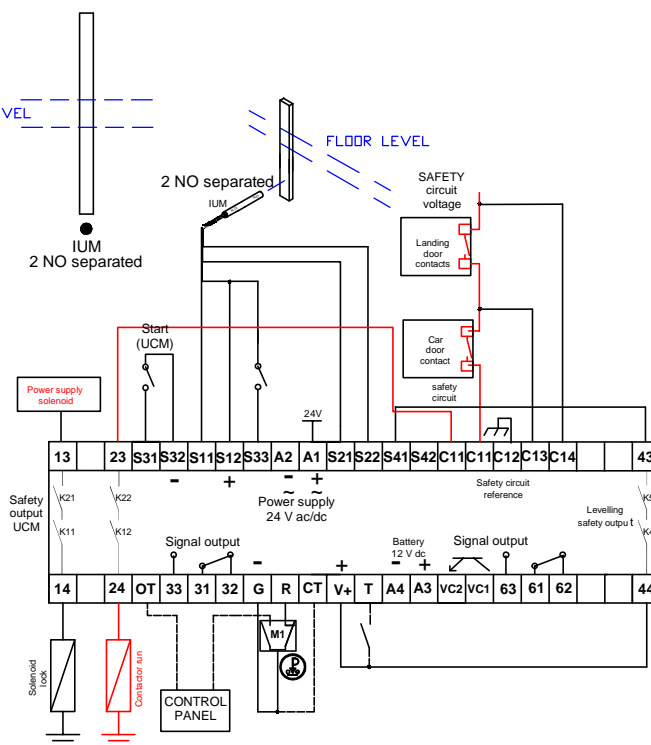 VEL
FLOOR LEVEL
2 NO separated
IUM
IUM
2 NO separated
SAFETY
circuit
voltage
Landing
door
contacts
Car
door
contact
safety
circuit
Start
(UCM)
Power supply
solenoid
24V
13 23 S31 S32 S11 S12 S33 A2 A1 S21 S22 S41 S42 C11 C11 C12 C13 C14 43
- + - +
~ ~
Power supply
24 V ac/dc
Safety circuit
reference
Safety
output
UCM
K21
K11
K22
K12
Levelling
safety output
K5
K4
Signal output
-
+
Battery
12 V dc
- +
Signal output
14 24 OT 33 31 32 G R CT V+ T A4 A3 VC2 VC1 63 61 62 44
Solenoid
lock
Contactor run
CONTROL
PANEL
M1